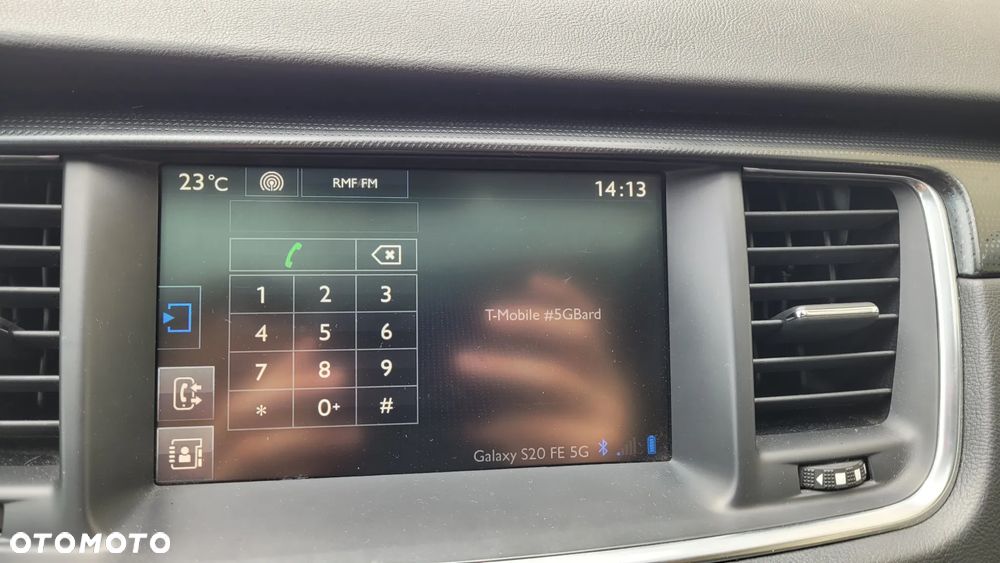 23°C RMF FM 14:13
1 2 3
4 5 6
7 8 9
* 0+ #
T-Mobile #5GBard
Galaxy S20 FE 5G
OTOMOTO